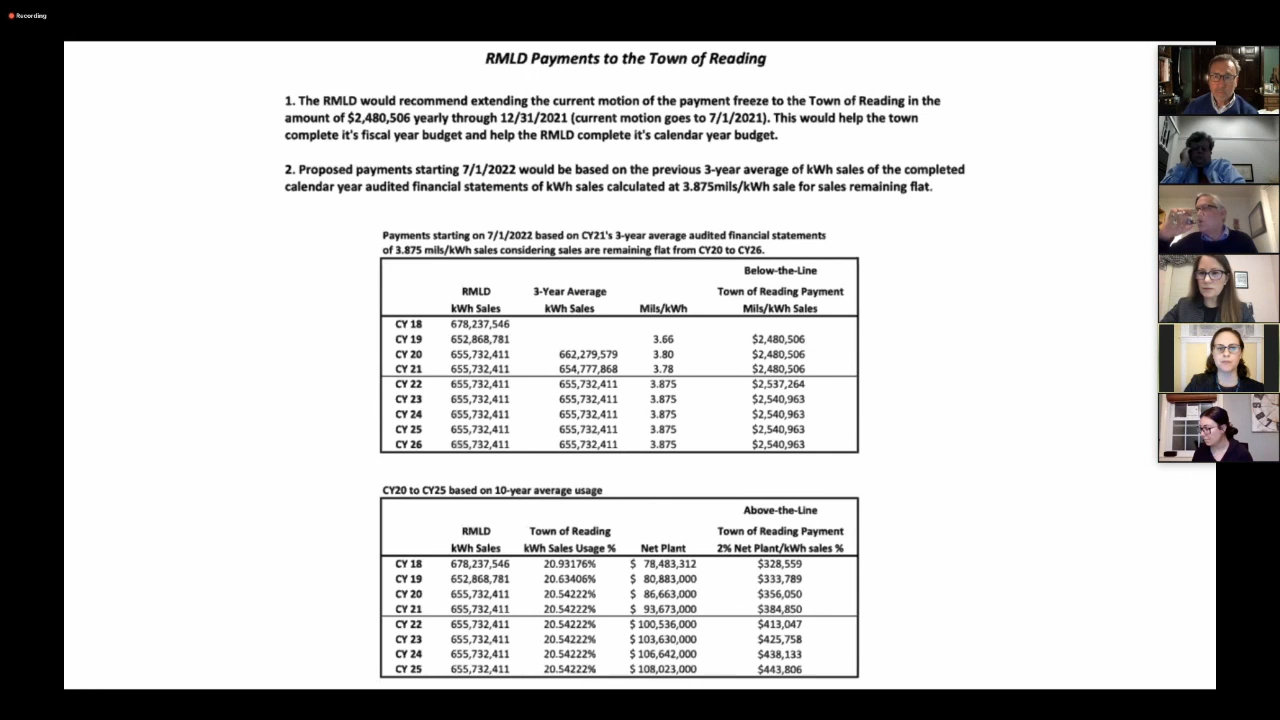 Recording
RMLD Payments to the Town of Reading
1. The RMLD would recommend extending the current motion of the payment freeze to the Town of Reading in the
amount of $2,480,506 yearly through 12/31/2021 (current motion goes to 7/1/2021). This would help the town
complete it's fiscal year budget and help the RMLD complete it's calendar year budget.
2. Proposed payments starting 7/1/2022 would be based on the previous 3-year average of kWh sales of the completed
calendar year audited financial statements of kWh sales calculated at 3.875mils/kWh sale for sales remaining flat.
Payments starting on 7/1/2022 based on CY21's 3-year average audited financial statements
of 3.875 mils/kWh sales considering sales are remaining flat from CY20 to CY26.
Below-the-Line
RMLD 3-Year Average Town of Reading Payment
kWh Sales kWh Sales Mils/kWh Mils/kWh Sales
CY 18 678,237,546
CY 19 652,868,781 3.66 $2,480,506
CY 20 655,732,411 662,279,579 3.80 $2,480,506
CY 21 655,732,411 654,777,868 3.78 $2,480,506
CY 22 655,732,411 655,732,411 3.875 $2,537,264
CY 23 655,732,411 655,732,411 3.875 $2,540,963
CY 24 655,732,411 655,732,411 3.875 $2,540,963
CY 25 655,732,411 655,732,411 3.875 $2,540,963
CY 26 655,732,411 655,732,411 3.875 $2,540,963
CY20 to CY25 based on 10-year average usage
Above-the-Line
RMLD Town of Reading Town of Reading Payment
kWh Sales kWh Sales Usage % Net Plant 2% Net Plant/kWh sales %
CY 18 678,237,546 20.93176% $ 78,483,312 $328,559
CY 19 652,868,781 20.63406% $ 80,883,000 $333,789
CY 20 655,732,411 20.54222% $ 86,663,000 $356,050
CY 21 655,732,411 20.54222% $ 93,673,000 $384,850
CY 22 655,732,411 20.54222% $ 100,536,000 $413,047
CY 23 655,732,411 20.54222% $ 103,630,000 $425,758
CY 24 655,732,411 20.54222% $ 106,642,000 $438,133
CY 25 655,732,411 20.54222% $ 108,023,000 $443,806